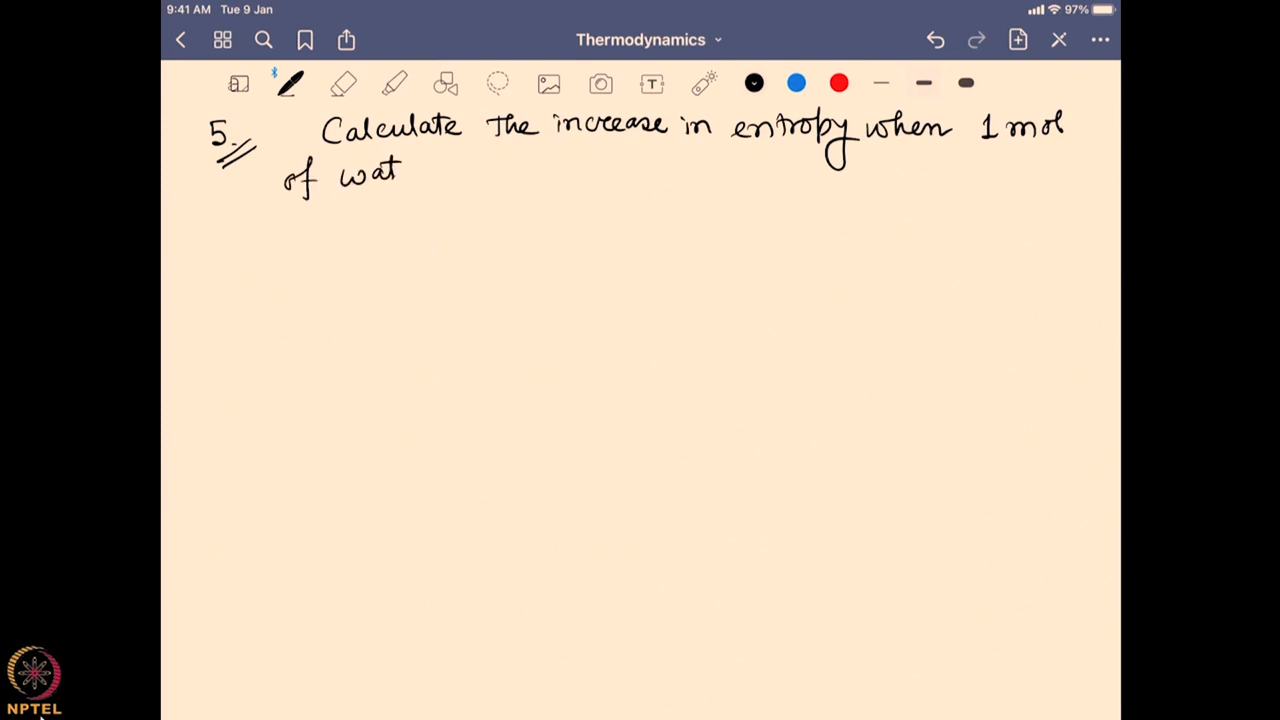 9:41 AM Tue 9 Jan 97%
Thermodynamics
T
5. Calculate the increase in entropy when 1 mol
of wat
NPTEL